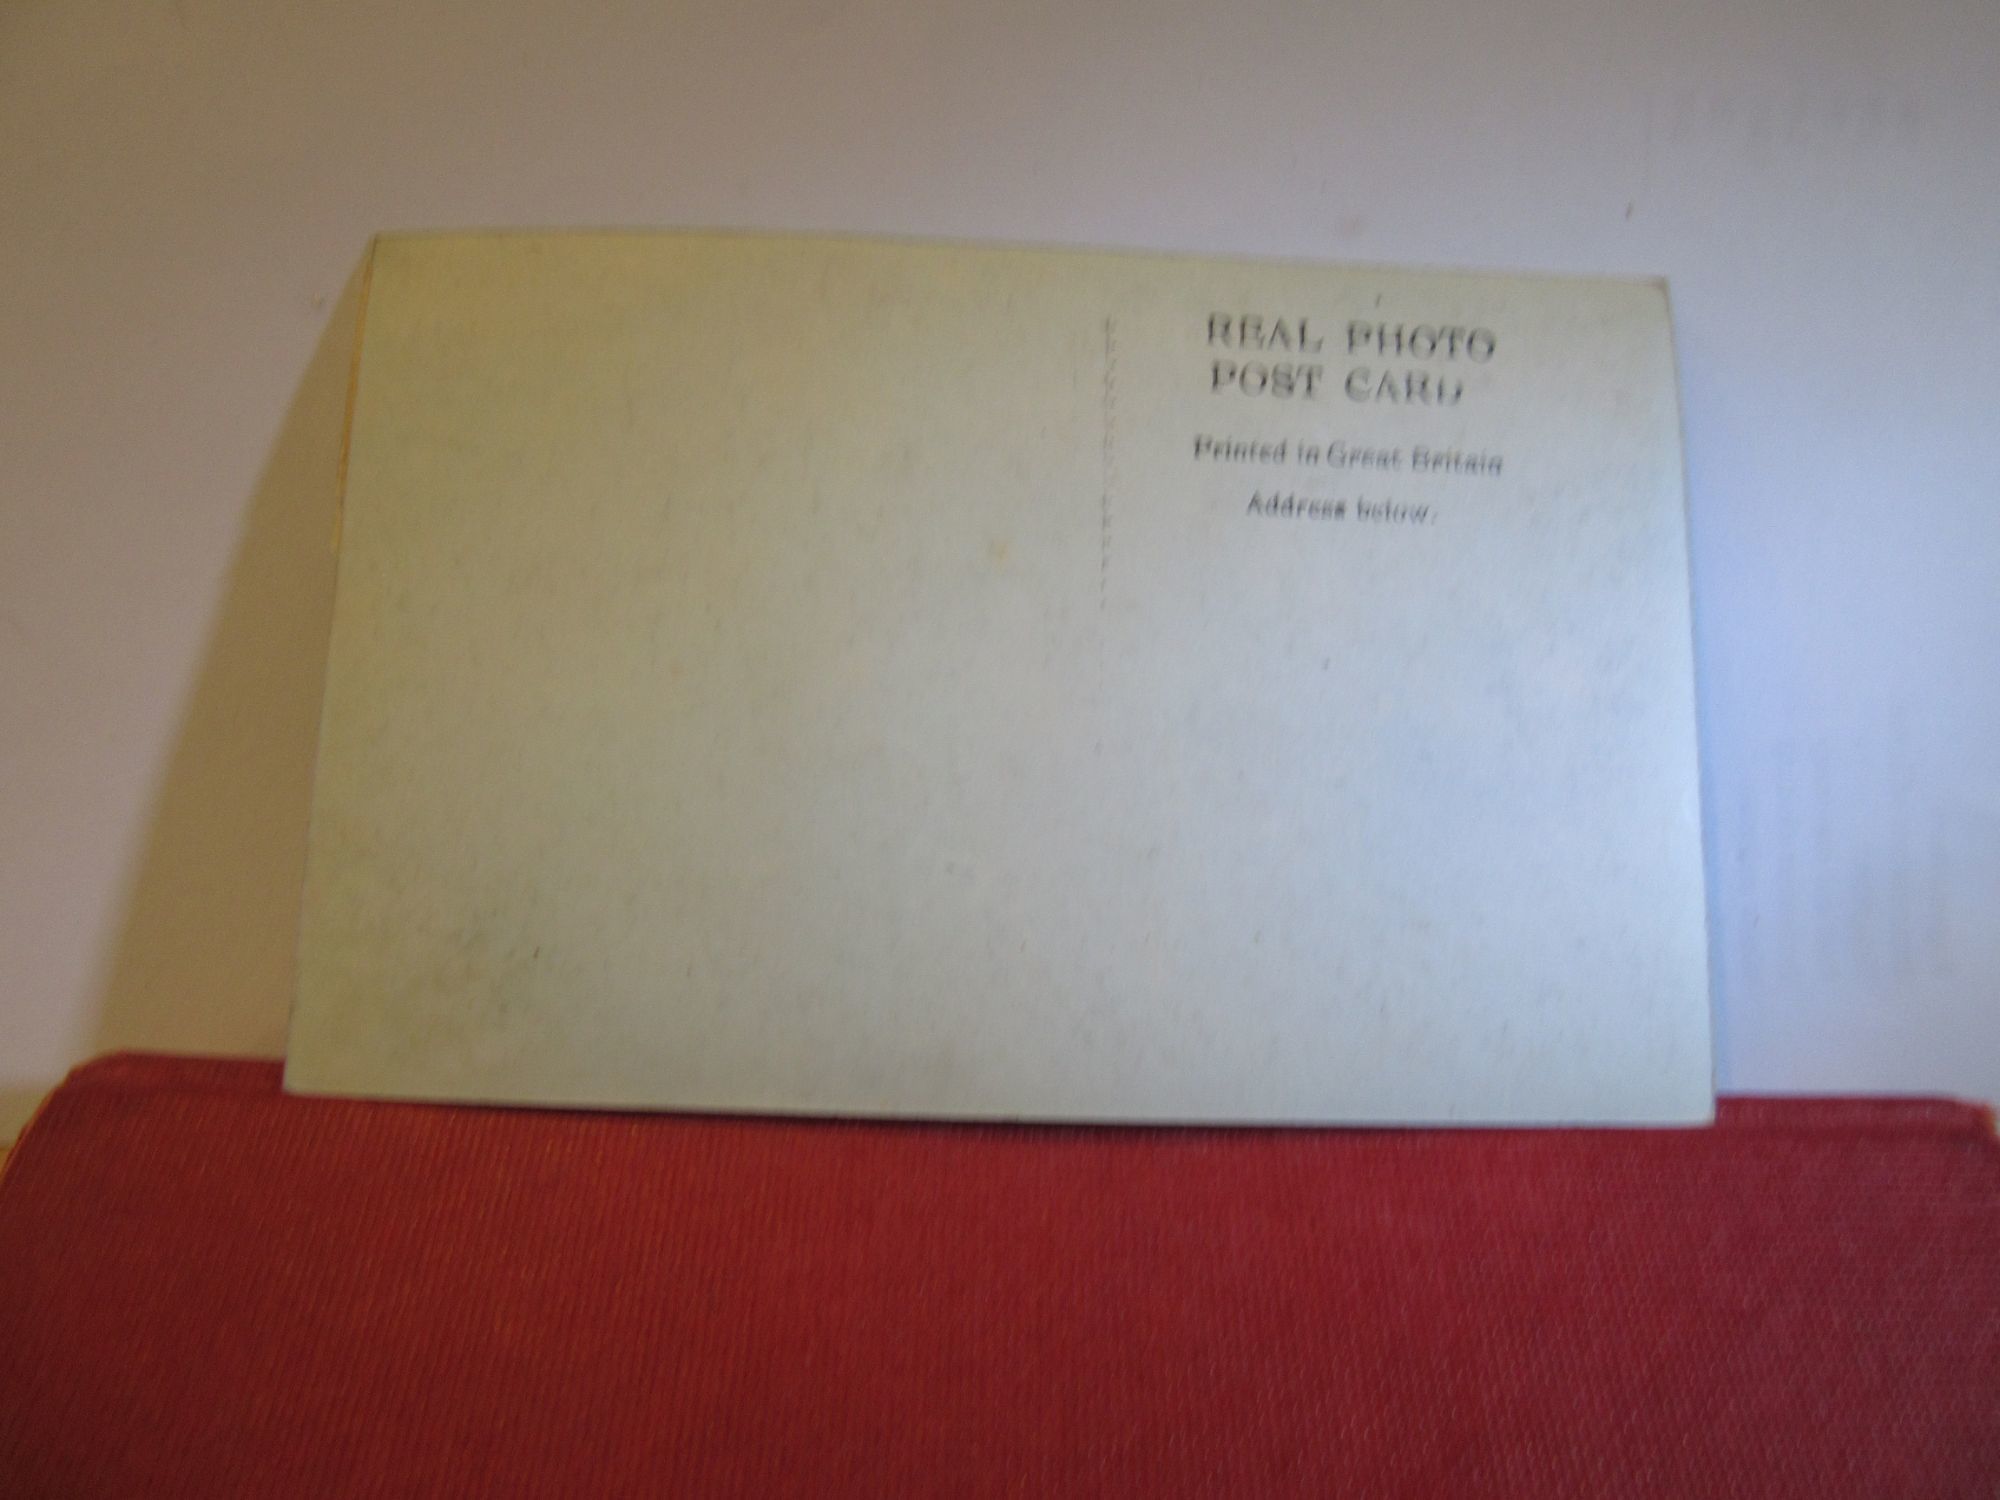 REAL PHOTO
POST CARD
Printed in Great Britain
Address below.